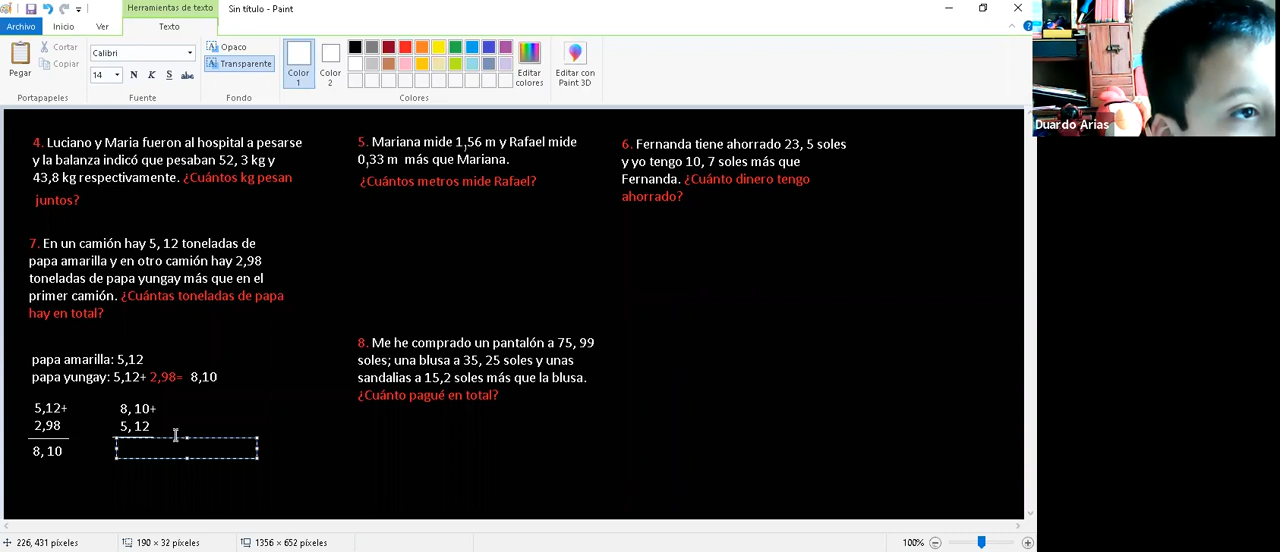 Herramientas de texto
Sin título - Paint
Archivo
Inicio
Ver
Texto
Pegar
Cortar
Copiar
Portapapeles
Calibri
14
N K S abc
Fuente
Opaco
Transparente
Fondo
Color 1
Color 2
Editar colores
Editar con Paint 3D
Colores
Duardo Arias
4. Luciano y Maria fueron al hospital a pesarse
y la balanza indicó que pesaban 52, 3 kg y
43,8 kg respectivamente. ¿Cuántos kg pesan
juntos?
5. Mariana mide 1,56 m y Rafael mide
0,33 m más que Mariana.
¿Cuántos metros mide Rafael?
6. Fernanda tiene ahorrado 23, 5 soles
y yo tengo 10, 7 soles más que
Fernanda. ¿Cuánto dinero tengo
ahorrado?
7. En un camión hay 5, 12 toneladas de
papa amarilla y en otro camión hay 2,98
toneladas de papa yungay más que en el
primer camión. ¿Cuántas toneladas de papa
hay en total?
papa amarilla: 5,12
papa yungay: 5,12+ 2,98= 8,10
5,12+
2,98
8, 10
8, 10+
5, 12
8. Me he comprado un pantalón a 75, 99
soles; una blusa a 35, 25 soles y unas
sandalias a 15,2 soles más que la blusa.
¿Cuánto pagué en total?
226, 431 píxeles
190 × 32 píxeles
1356 × 652 píxeles
100%